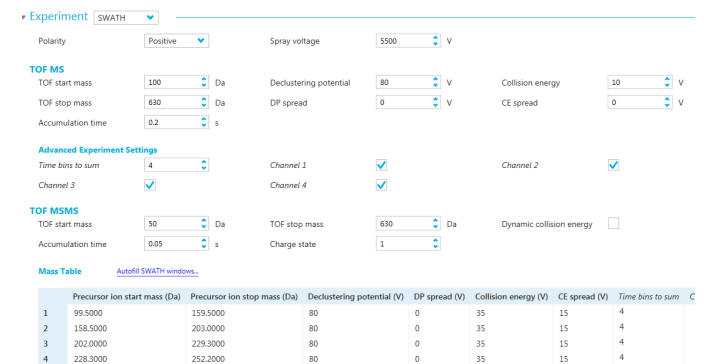 Experiment SWATH
Polarity Positive Spray voltage 5500 V
TOF MS
TOF start mass 100 Da Declustering potential 80 V Collision energy 10 V
TOF stop mass 630 Da DP spread 0 V CE spread 0 V
Accumulation time 0.2 s
Advanced Experiment Settings
Time bins to sum 4 Channel 1 Channel 2
Channel 3 Channel 4
TOF MSMS
TOF start mass 50 Da TOF stop mass 630 Da Dynamic collision energy
Accumulation time 0.05 s Charge state 1
Mass Table Autofill SWATH windows...
Precursor ion start mass (Da) Precursor ion stop mass (Da) Declustering potential (V) DP spread (V) Collision energy (V) CE spread (V) Time bins to sum C
1 99.5000 159.5000 80 0 35 15 4
2 158.5000 203.0000 80 0 35 15 4
3 202.0000 229.3000 80 0 35 15 4
4 228.3000 252.2000 80 0 35 15 4